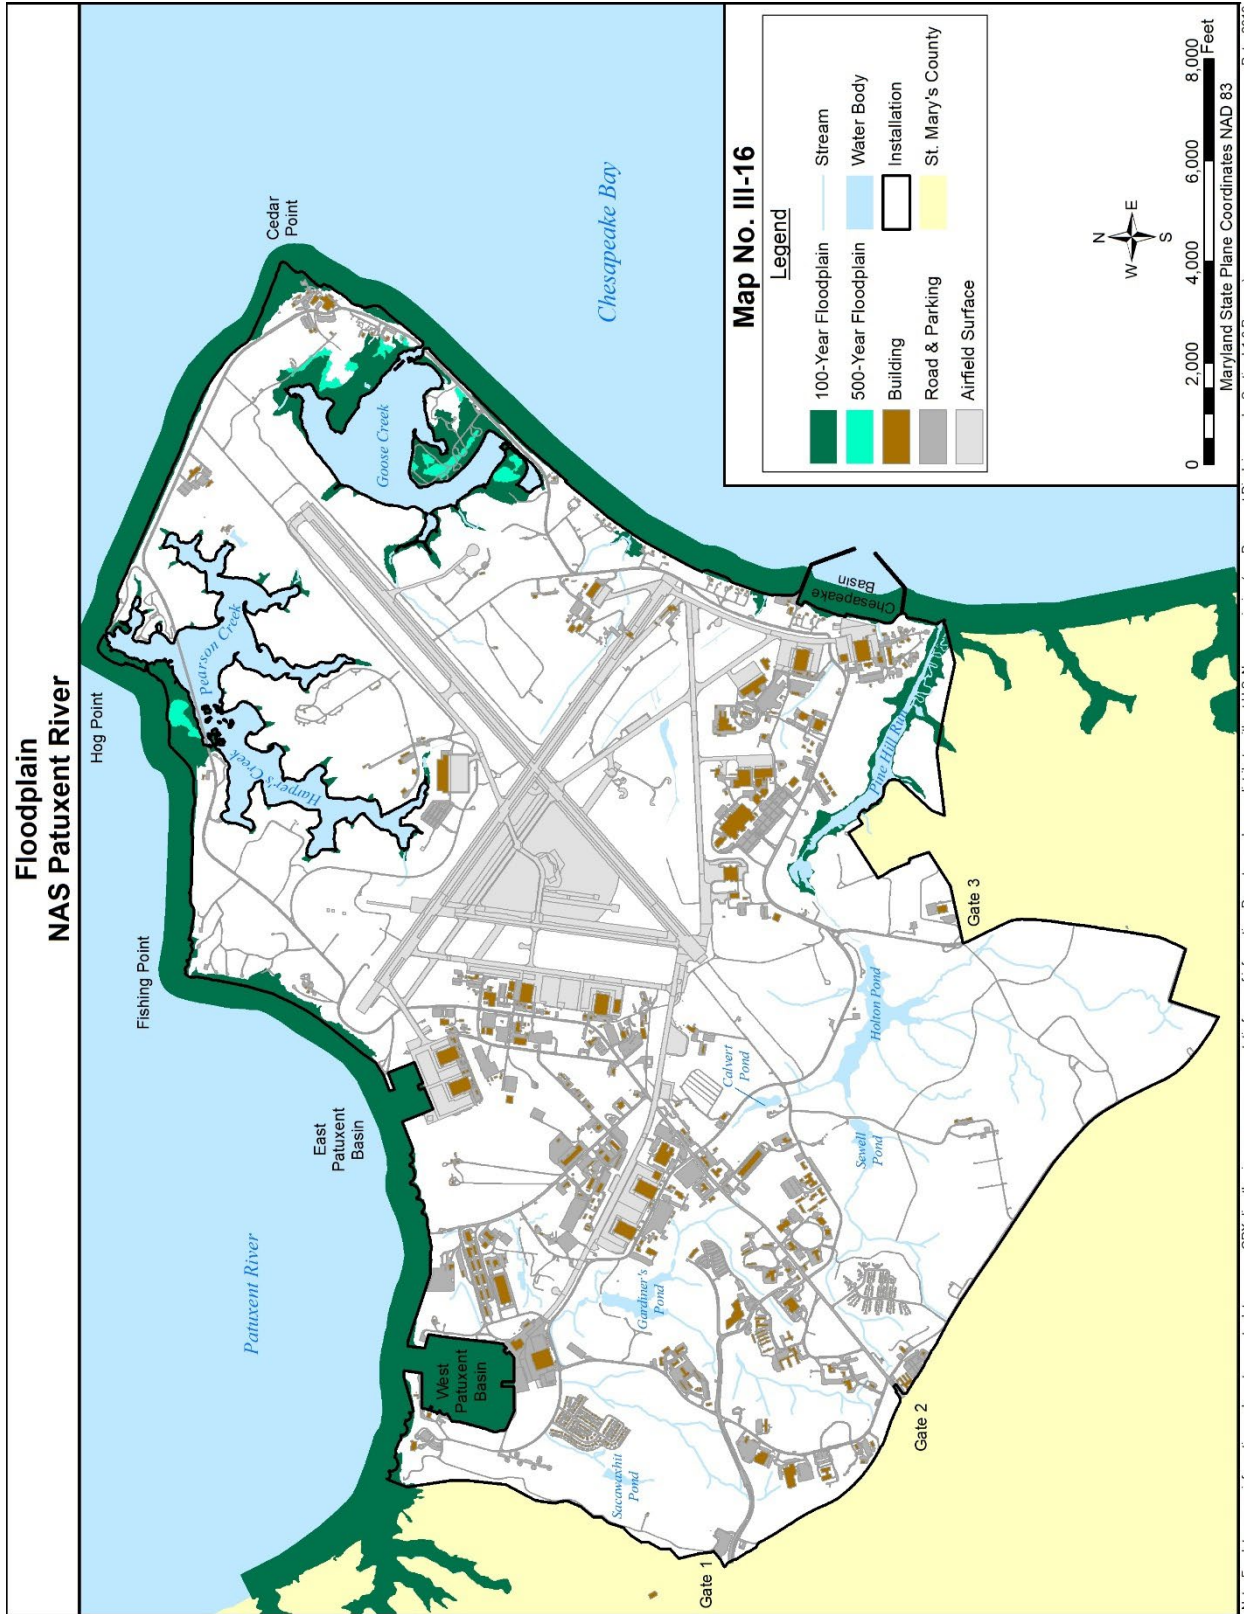 Floodplain
NAS Patuxent River
Hog Point
Cedar
Point
Fishing Point
Pearson Creek
Harper's Creek
Goose Creek
Chesapeake Bay
East
Patuxent
Basin
Patuxent River
West
Patuxent
Basin
Chesapeake
Basin
Pine Hill Run
Gate 3
Holton Pond
Calvert
Pond
Sewell
Pond
Gardiner's
Pond
Sacawaxhit
Pond
Gate 1
Gate 2
Map No. III-16
Legend
100-Year Floodplain
500-Year Floodplain
Building
Road & Parking
Airfield Surface
Stream
Water Body
Installation
St. Mary's County
N
W
E
S
0
2,000
4,000
6,000
8,000
Feet
Maryland State Plane Coordinates NAD 83